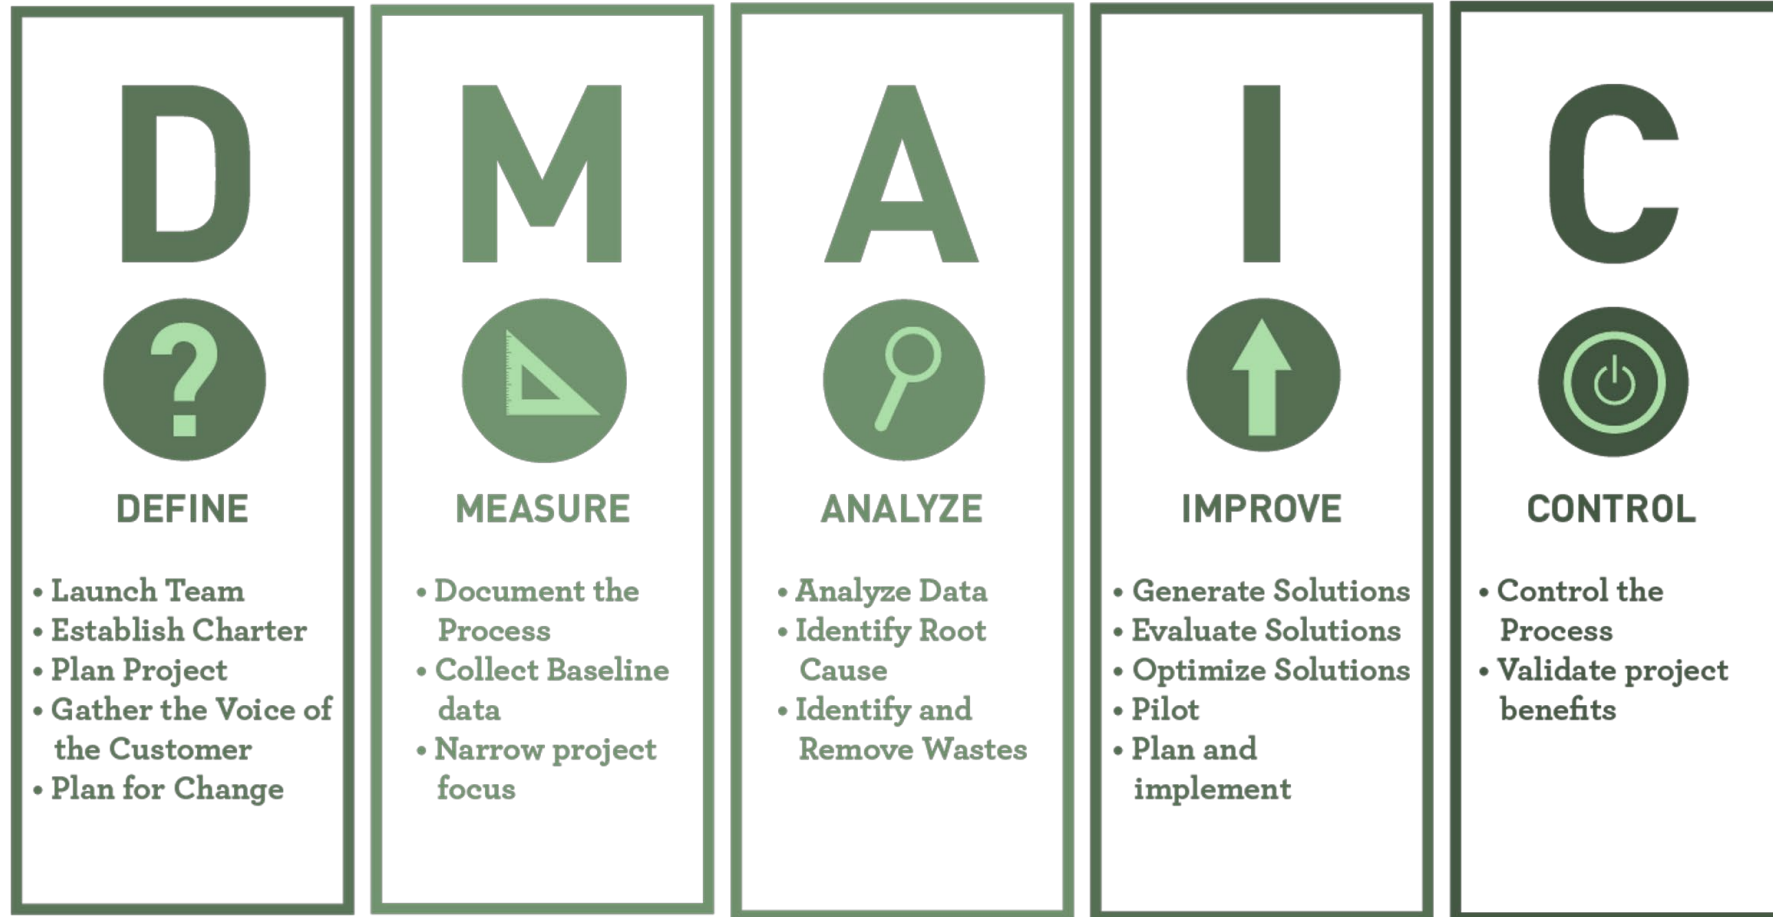 D
DEFINE
• Launch Team
• Establish Charter
• Plan Project
• Gather the Voice of
the Customer
• Plan for Change
M
MEASURE
• Document the
Process
• Collect Baseline
data
• Narrow project
focus
A
ANALYZE
• Analyze Data
• Identify Root
Cause
• Identify and
Remove Wastes
I
IMPROVE
• Generate Solutions
• Evaluate Solutions
• Optimize Solutions
• Pilot
• Plan and
implement
C
CONTROL
• Control the
Process
• Validate project
benefits